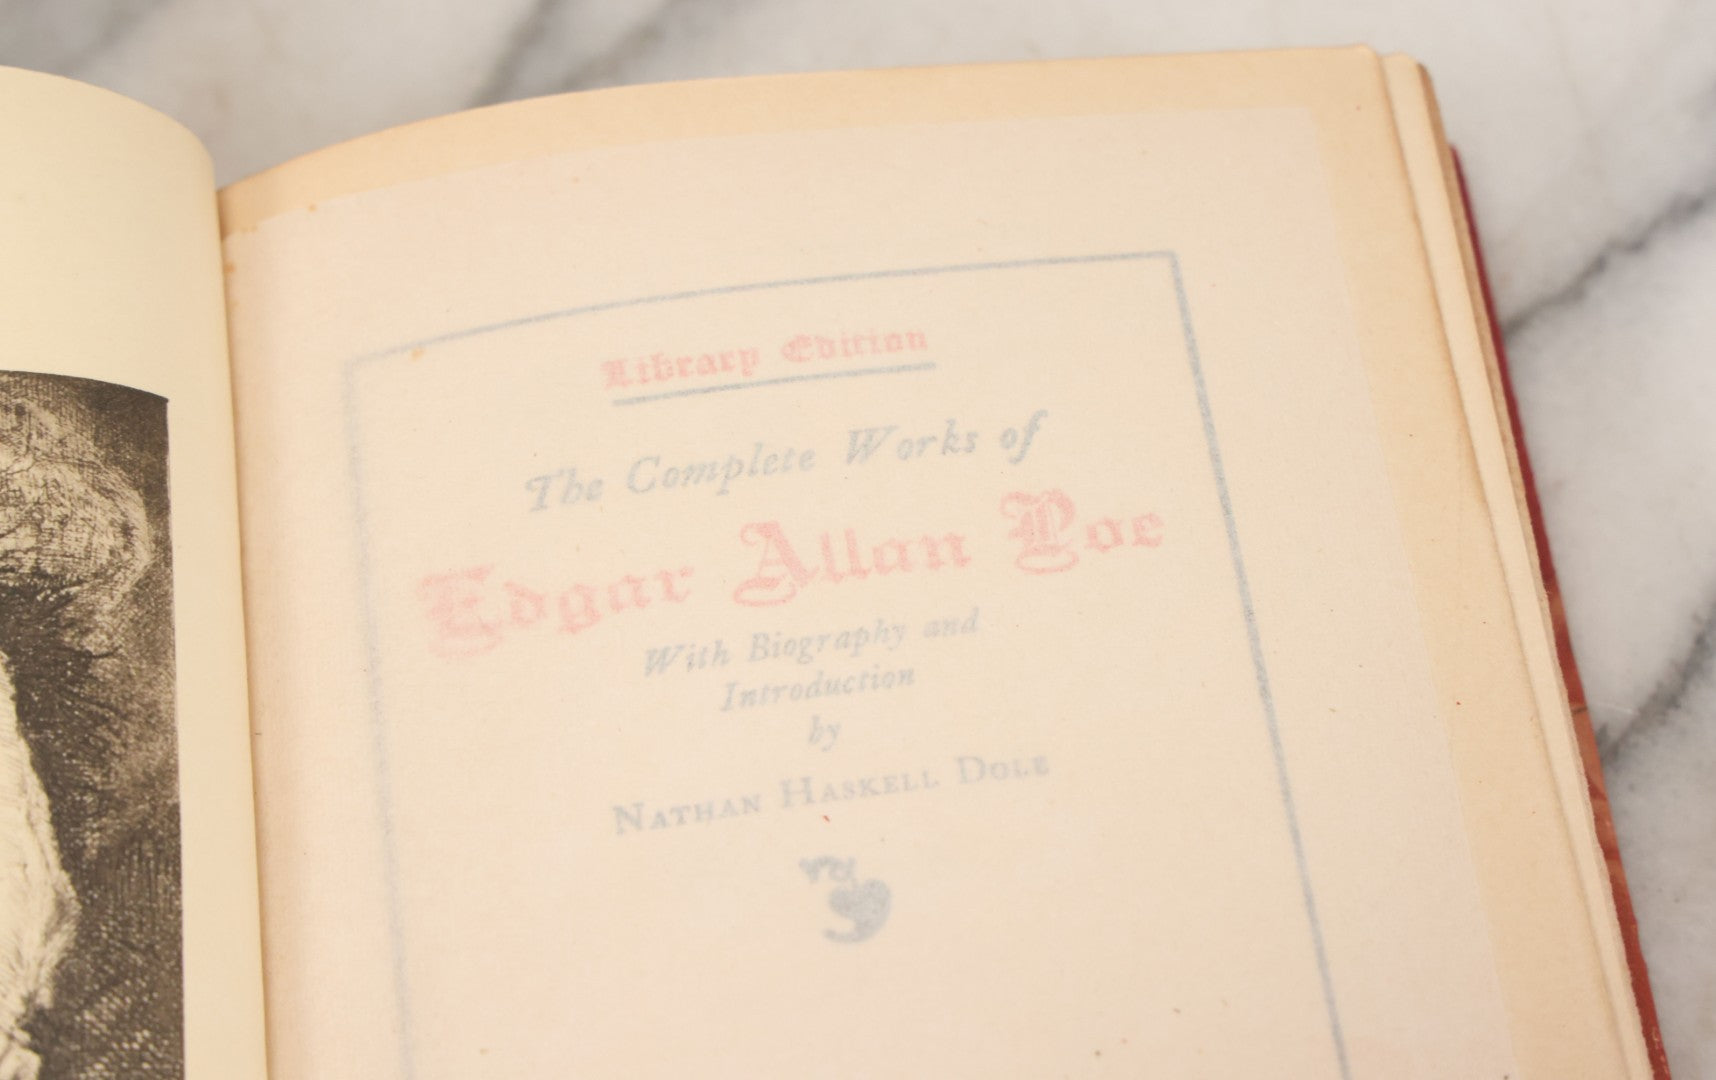 Library Edition
The Complete Works of
Edgar Allan Poe
With Biography and
Introduction
by
NATHAN HASKELL DOLE